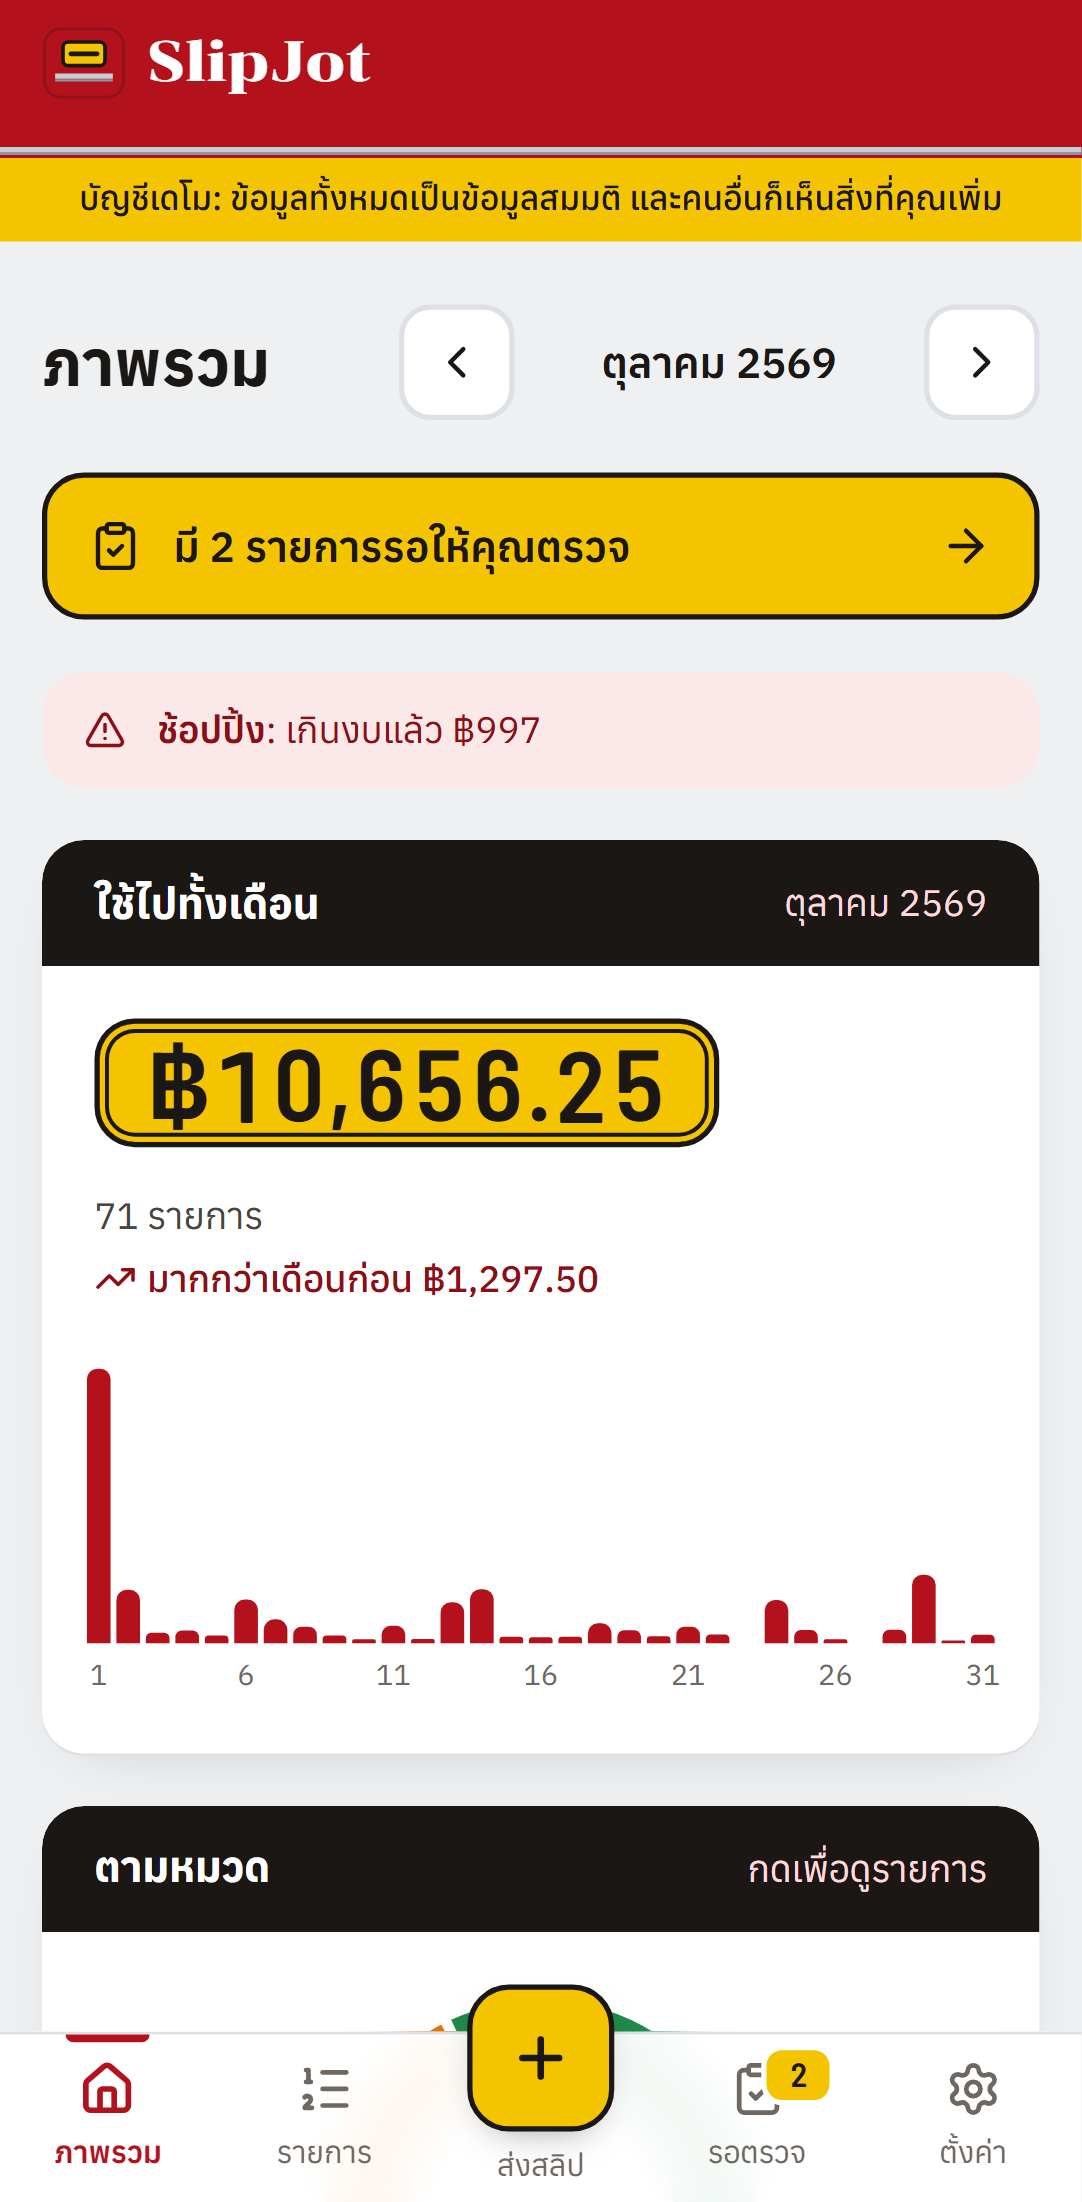 SlipJot
บัญชีเดโม: ข้อมูลทั้งหมดเป็นข้อมูลสมมติ และคนอื่นก็เห็นสิ่งที่คุณเพิ่ม
ภาพรวม
ตุลาคม 2569
มี 2 รายการรอให้คุณตรวจ
ช้อปปิ้ง: เกินงบแล้ว ฿997
ใช้ไปทั้งเดือน
ตุลาคม 2569
฿10,656.25
71 รายการ
มากกว่าเดือนก่อน ฿1,297.50
1 6 11 16 21 26 31
ตามหมวด
กดเพื่อดูรายการ
2
ภาพรวม
รายการ
ส่งสลิป
รอตรวจ
ตั้งค่า